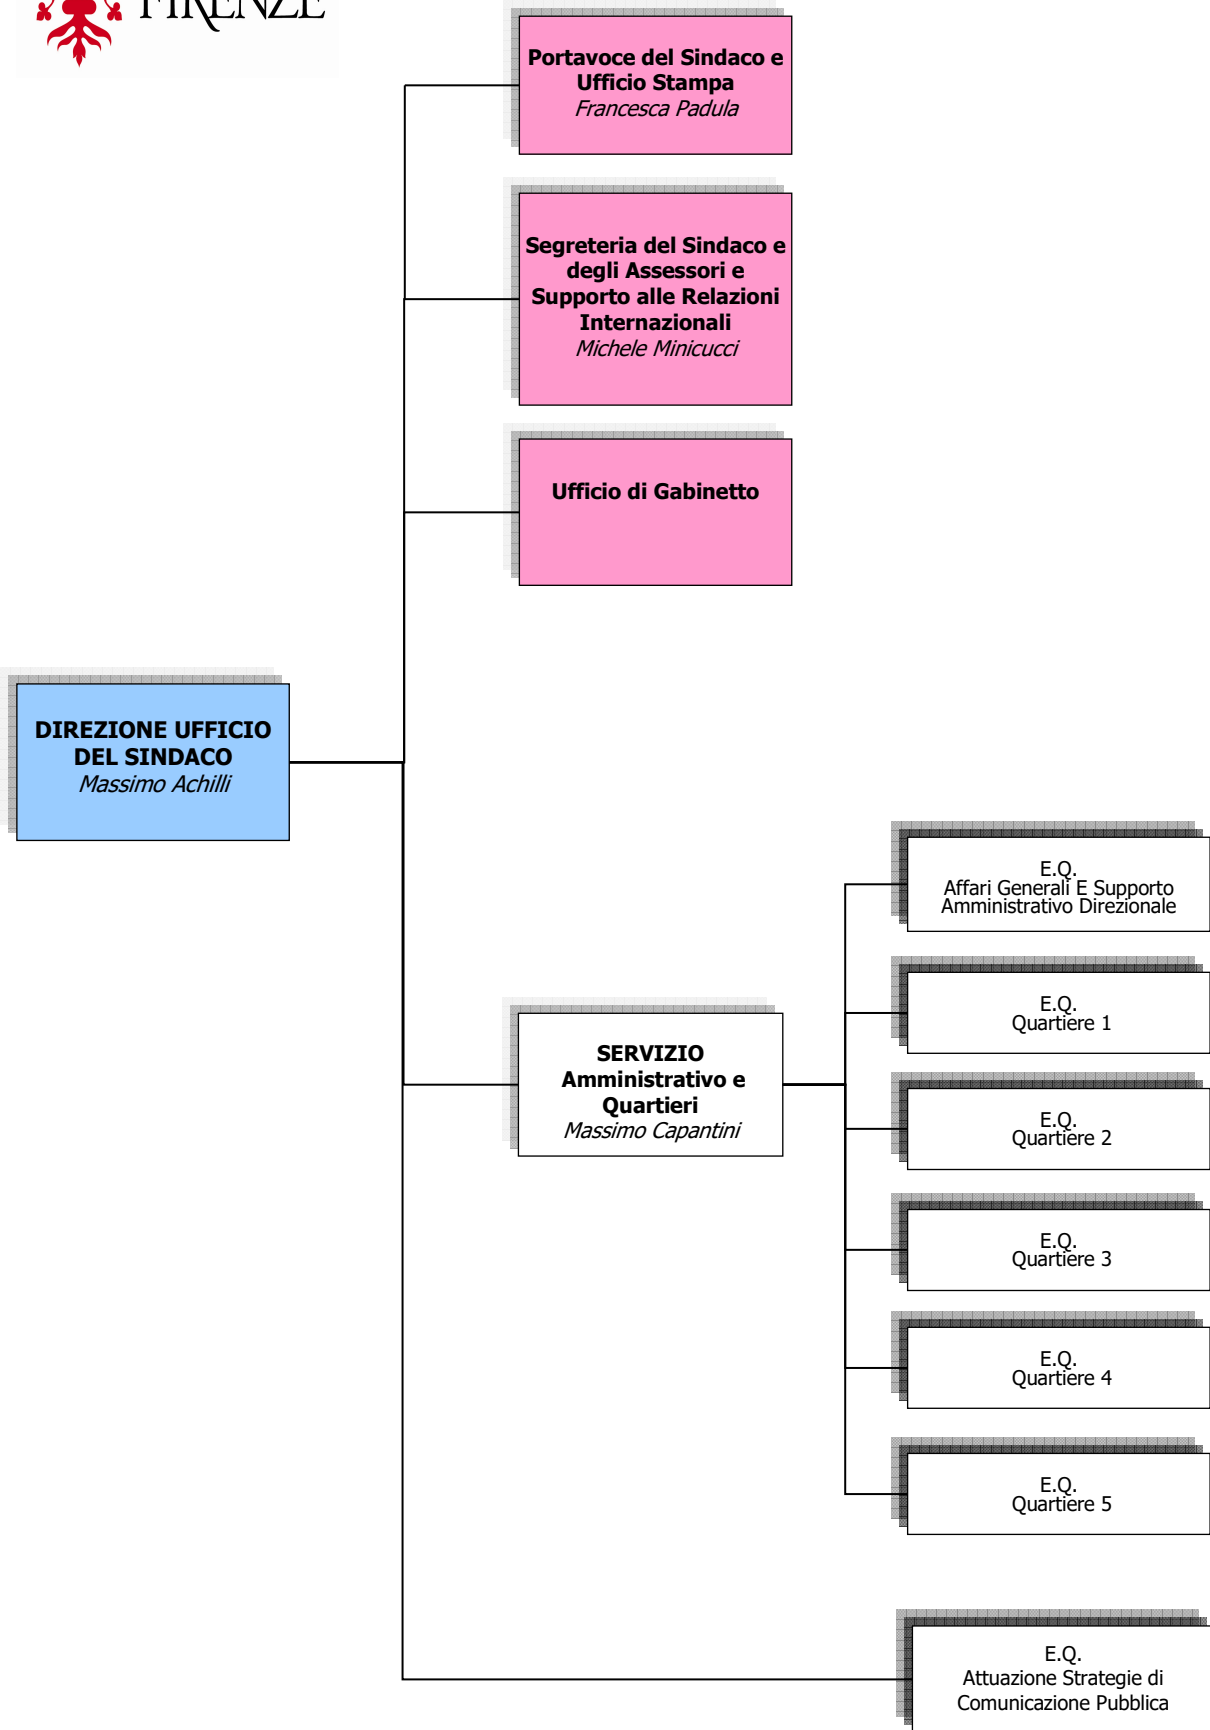 FIRENZE
Portavoce del Sindaco e
Ufficio Stampa
Francesca Padula
Segreteria del Sindaco e
degli Assessori e
Supporto alle Relazioni
Internazionali
Michele Minicucci
Ufficio di Gabinetto
DIREZIONE UFFICIO
DEL SINDACO
Massimo Achilli
E.Q.
Affari Generali E Supporto
Amministrativo Direzionale
E.Q.
Quartiere 1
SERVIZIO
Amministrativo e
Quartieri
Massimo Capantini
E.Q.
Quartiere 2
E.Q.
Quartiere 3
E.Q.
Quartiere 4
E.Q.
Quartiere 5
E.Q.
Attuazione Strategie di
Comunicazione Pubblica